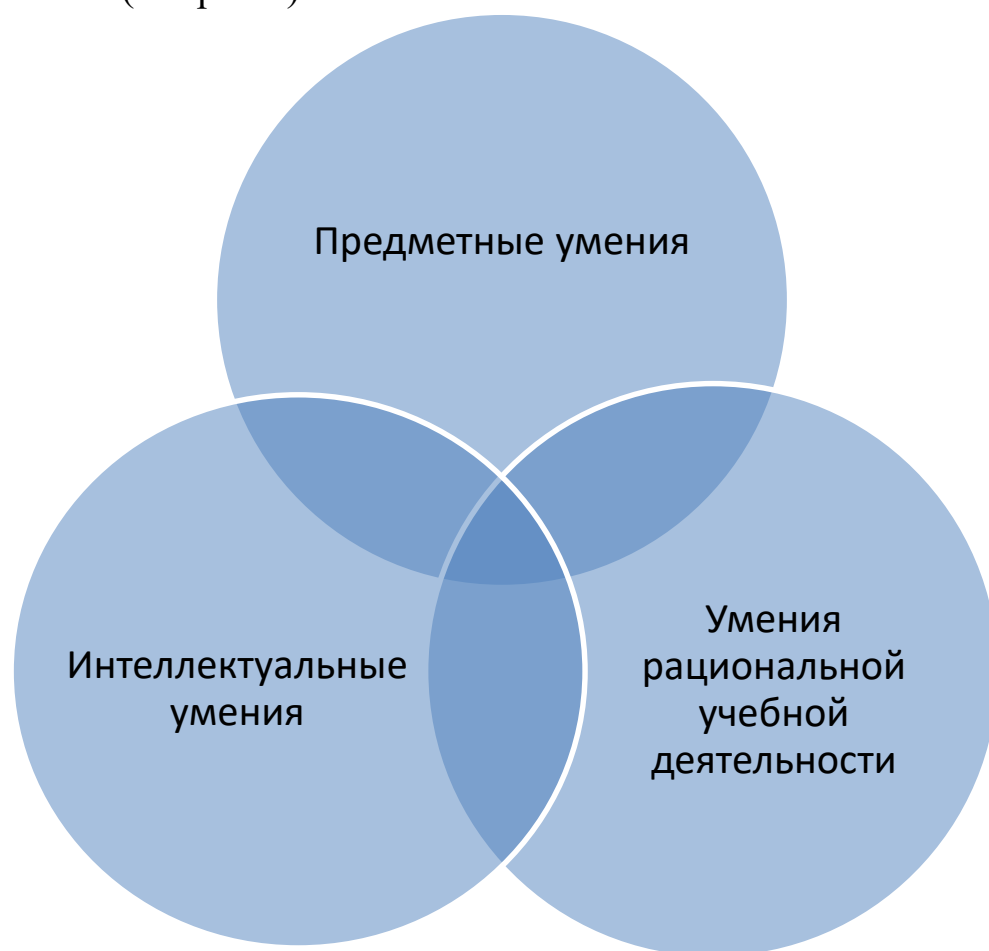 Предметные умения
Интеллектуальные
умения
Умения
рациональной
учебной
деятельности